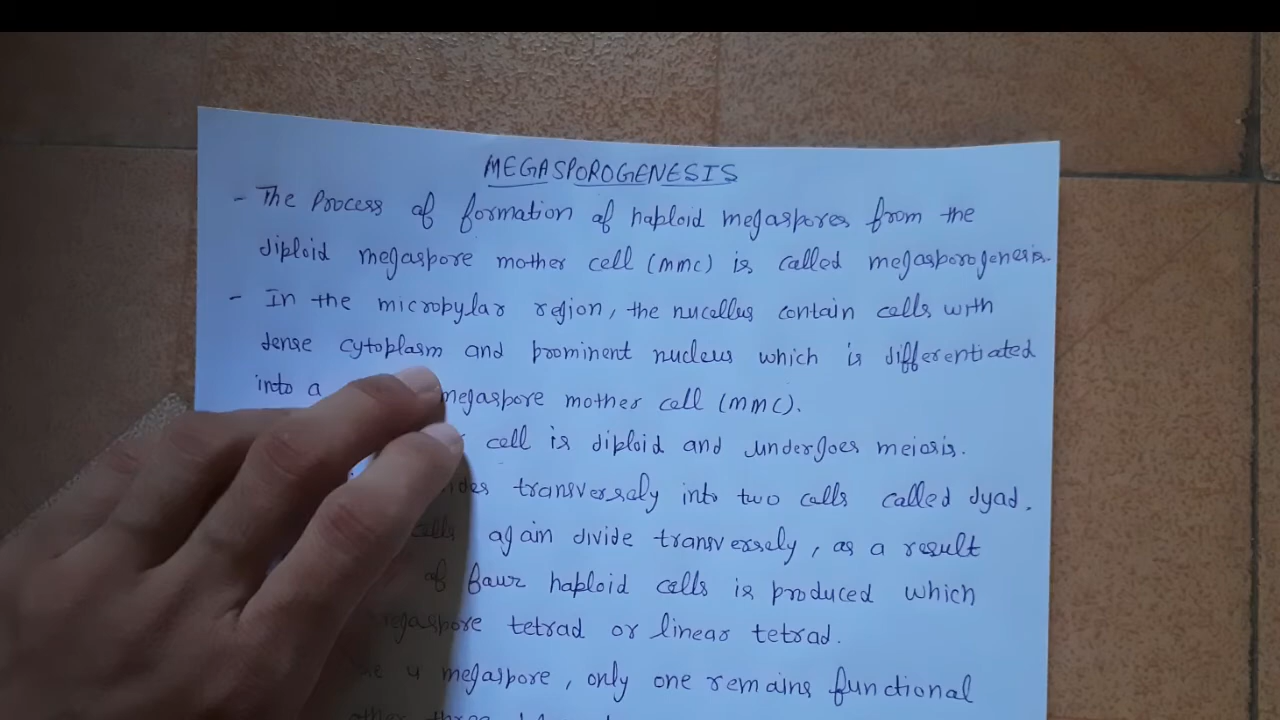 MEGASPOROGENESIS
- The Process of formation of haploid megaspores from the
diploid megaspore mother cell (mmc) is called megasporogenesis.
- In the micropylar region, the nucellus contain cells with
dense cytoplasm and prominent nucleus which is differentiated
into a megaspore mother cell (mmc).
cell is diploid and undergoes meiosis.
transversely into two cells called dyad.
cells again divide transversely, as a result
of four haploid cells is produced which
tetrad or linear tetrad.
4 megaspore, only one remains functional